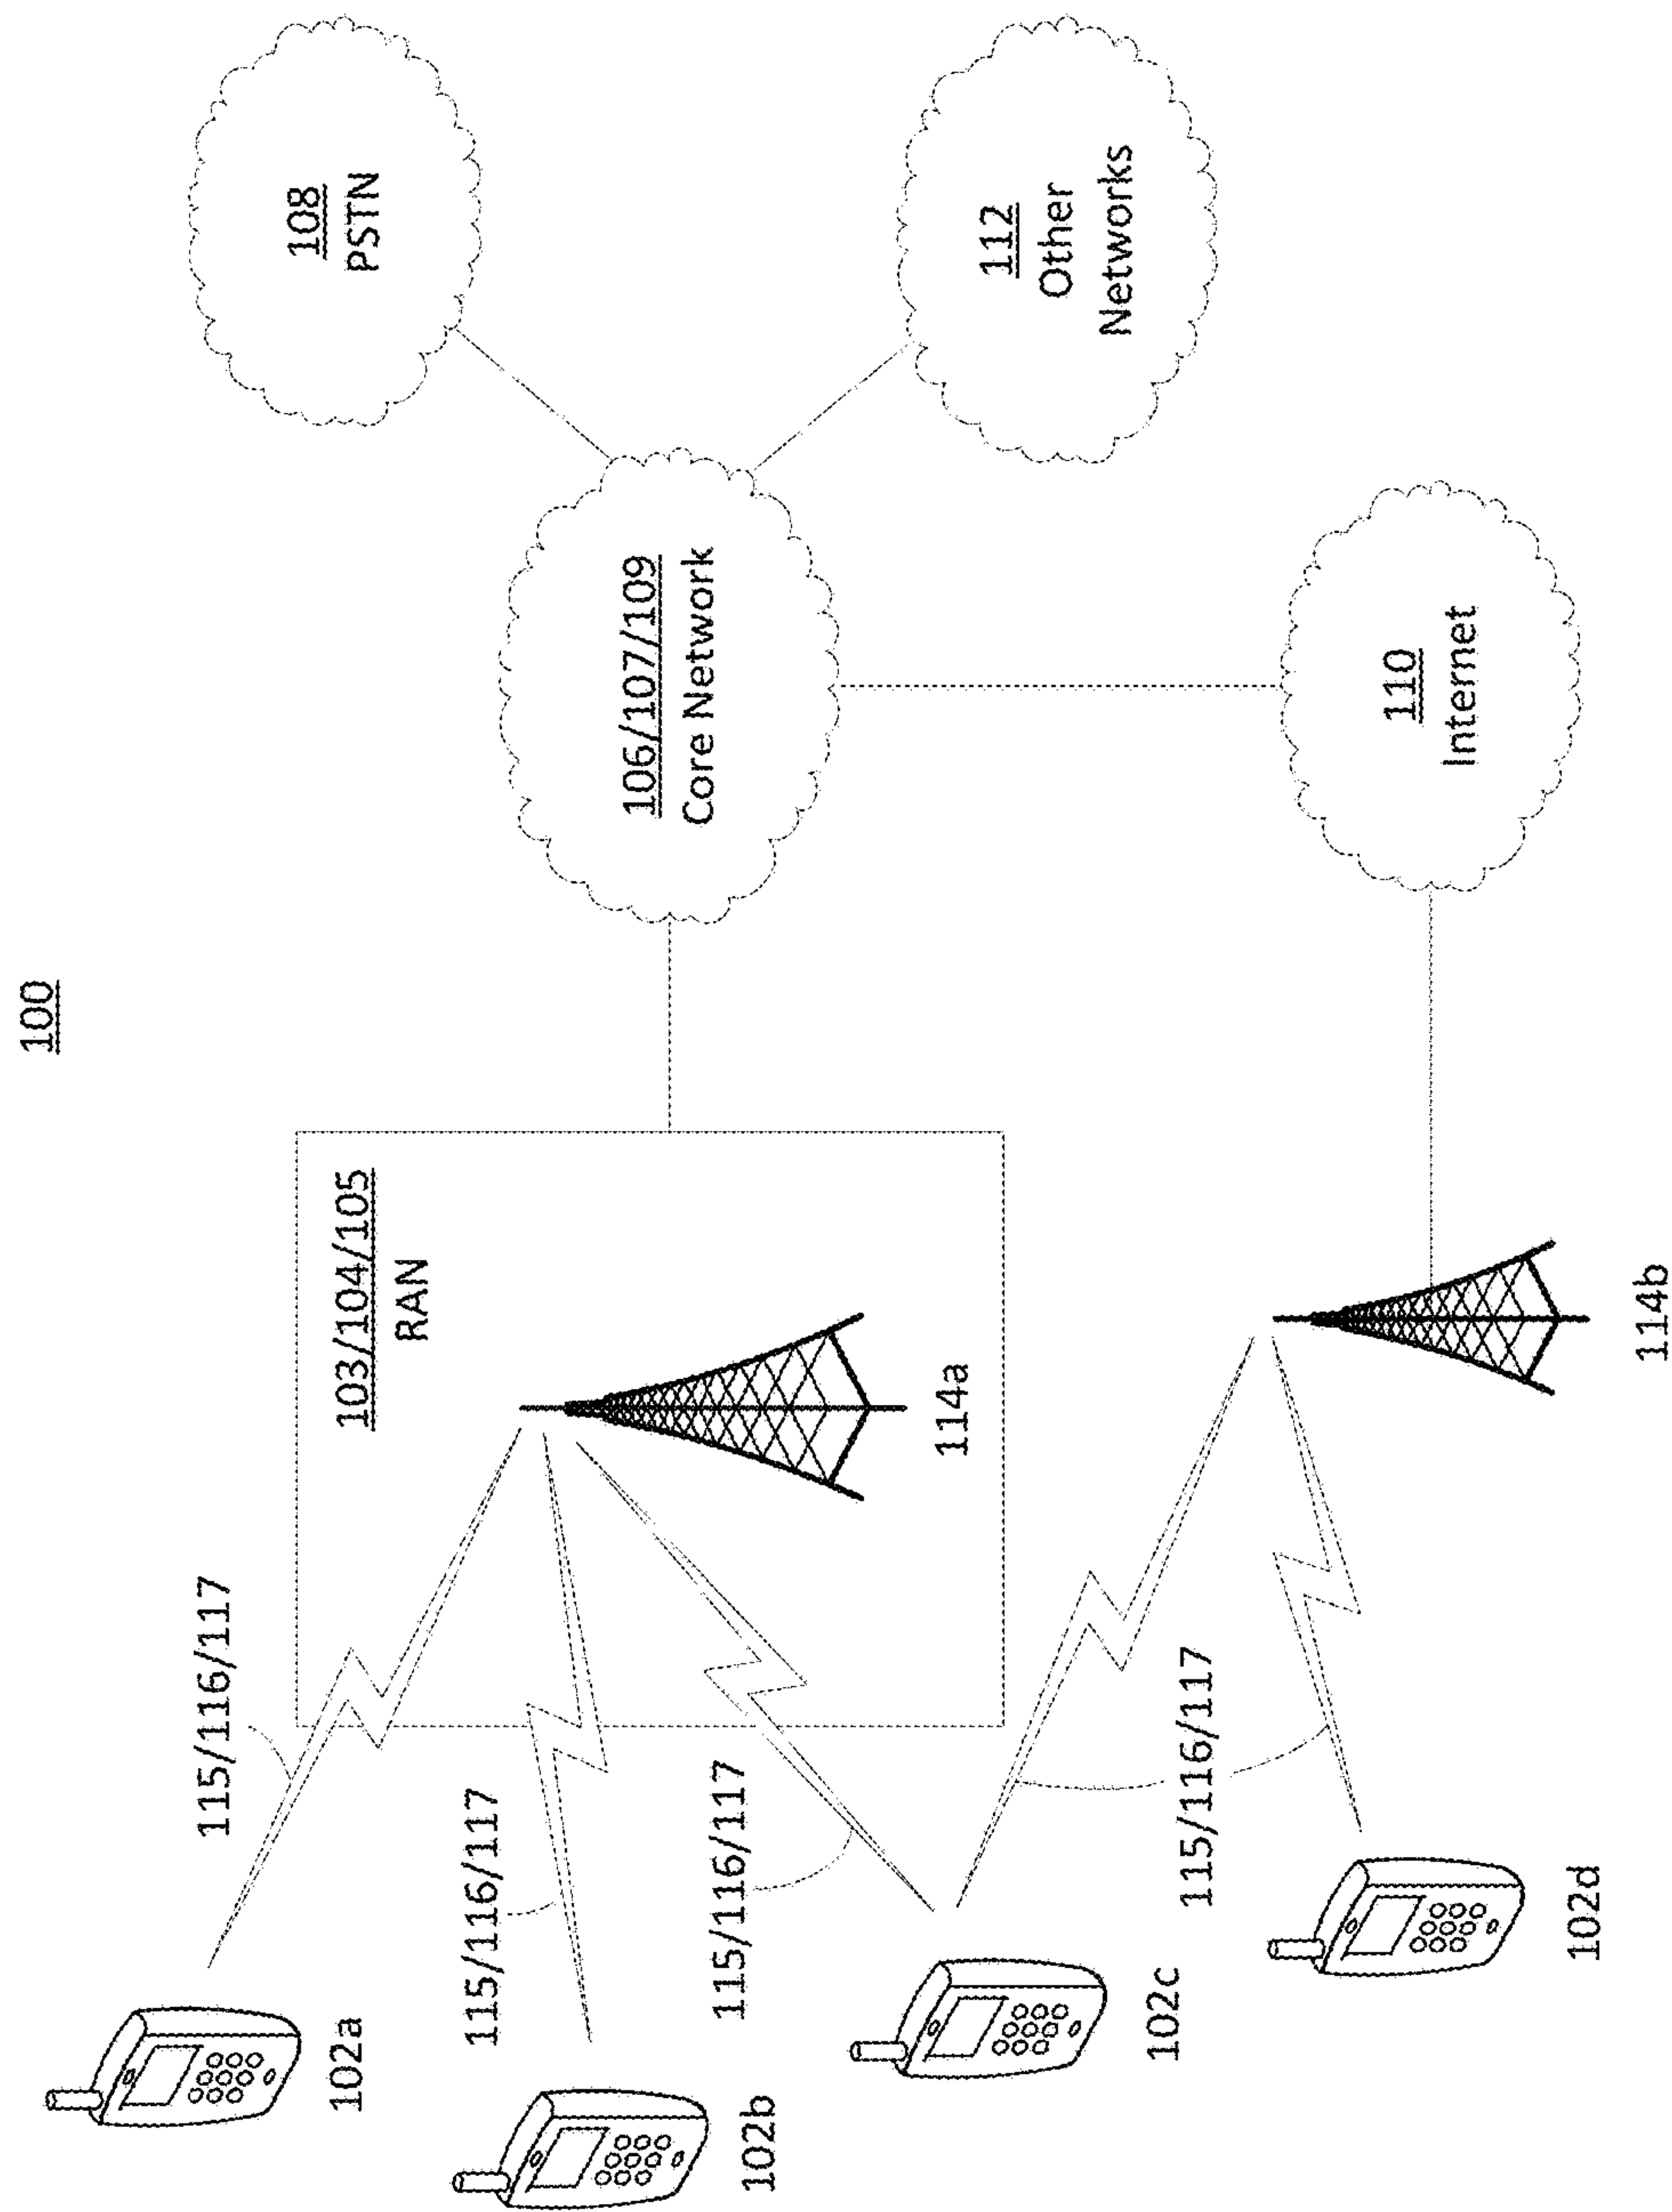 100
115/116/117
102a
103/104/105
RAN
108
PSTN
106/107/109
Core Network
115/116/117
102b
114a
115/116/117
112
Other
Networks
102c
115/116/117
110
Internet
102d
114b